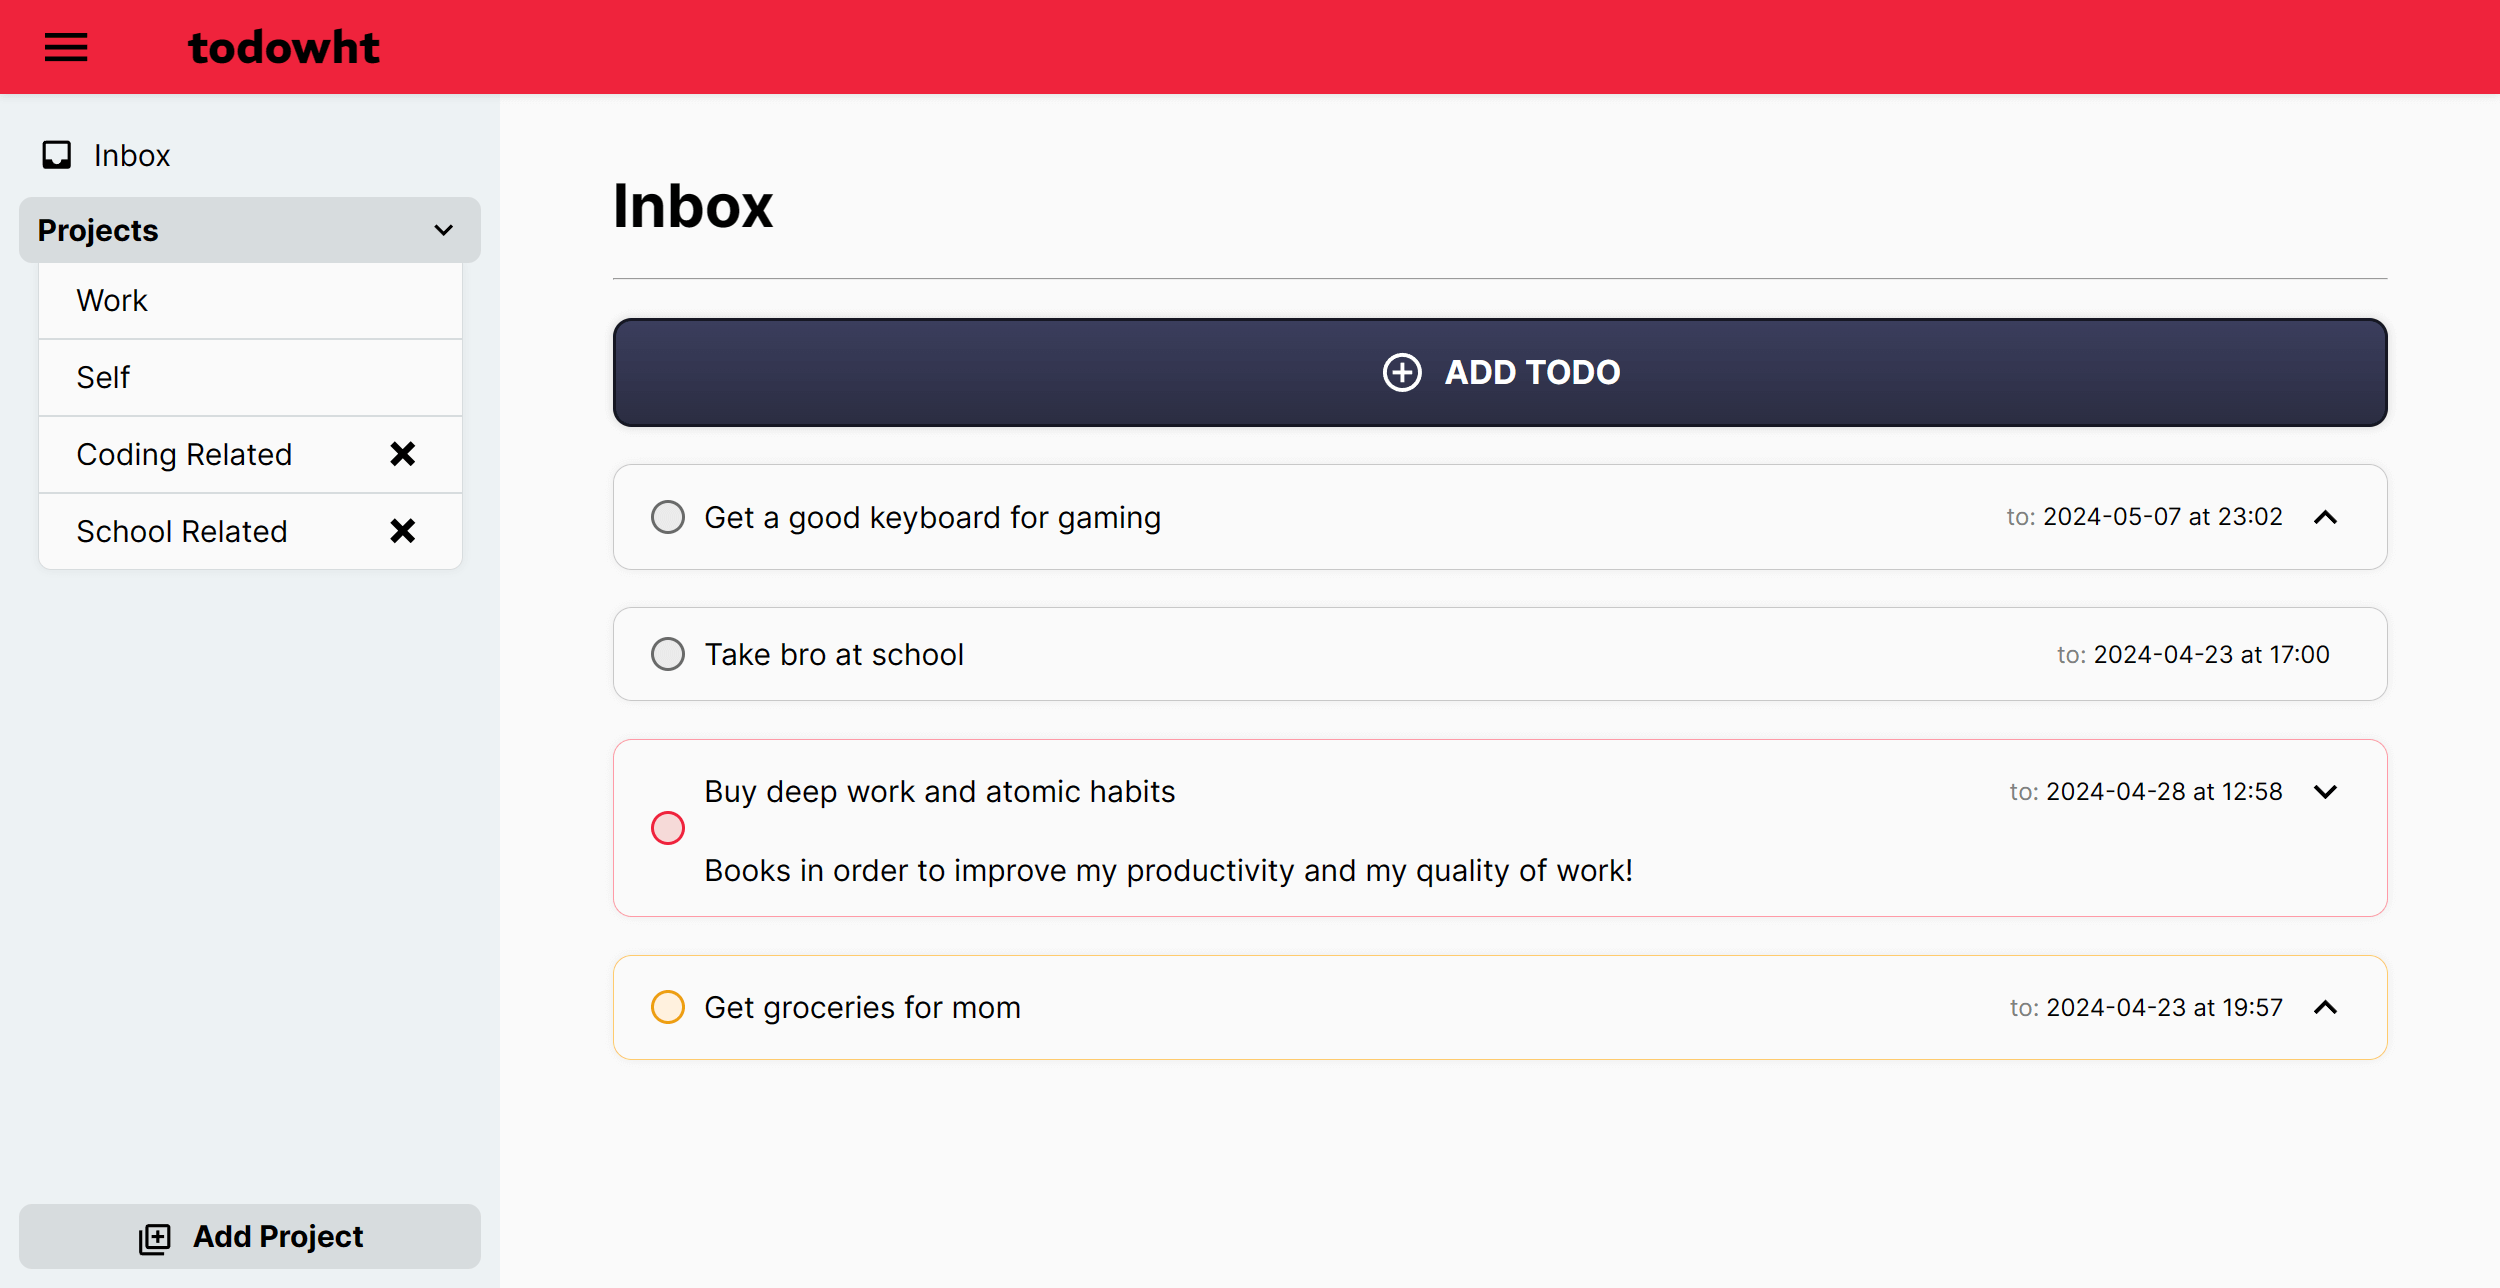 todowht
Inbox
Projects
Work
Self
Coding Related
School Related
Add Project
Inbox
ADD TODO
Get a good keyboard for gaming to: 2024-05-07 at 23:02
Take bro at school to: 2024-04-23 at 17:00
Buy deep work and atomic habits to: 2024-04-28 at 12:58
Books in order to improve my productivity and my quality of work!
Get groceries for mom to: 2024-04-23 at 19:57